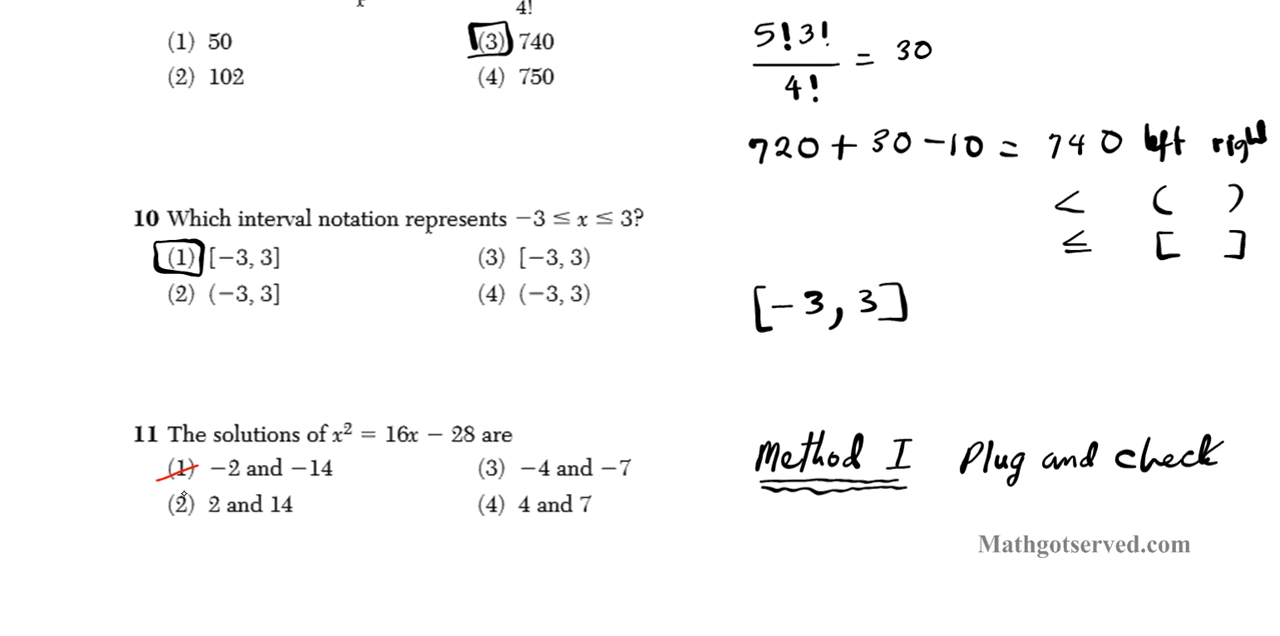 4!
(1) 50
(3) 740
(2) 102
(4) 750
5!3!
4!
= 30
720 + 30 - 10 = 740 left right
< ( )
≤ [ ]
10 Which interval notation represents −3 ≤ x ≤ 3?
(1) [−3, 3]
(3) [−3, 3)
(2) (−3, 3]
(4) (−3, 3)
[-3, 3]
11 The solutions of x² = 16x − 28 are
(1) −2 and −14
(3) −4 and −7
(2) 2 and 14
(4) 4 and 7
Method I Plug and check
Mathgotserved.com